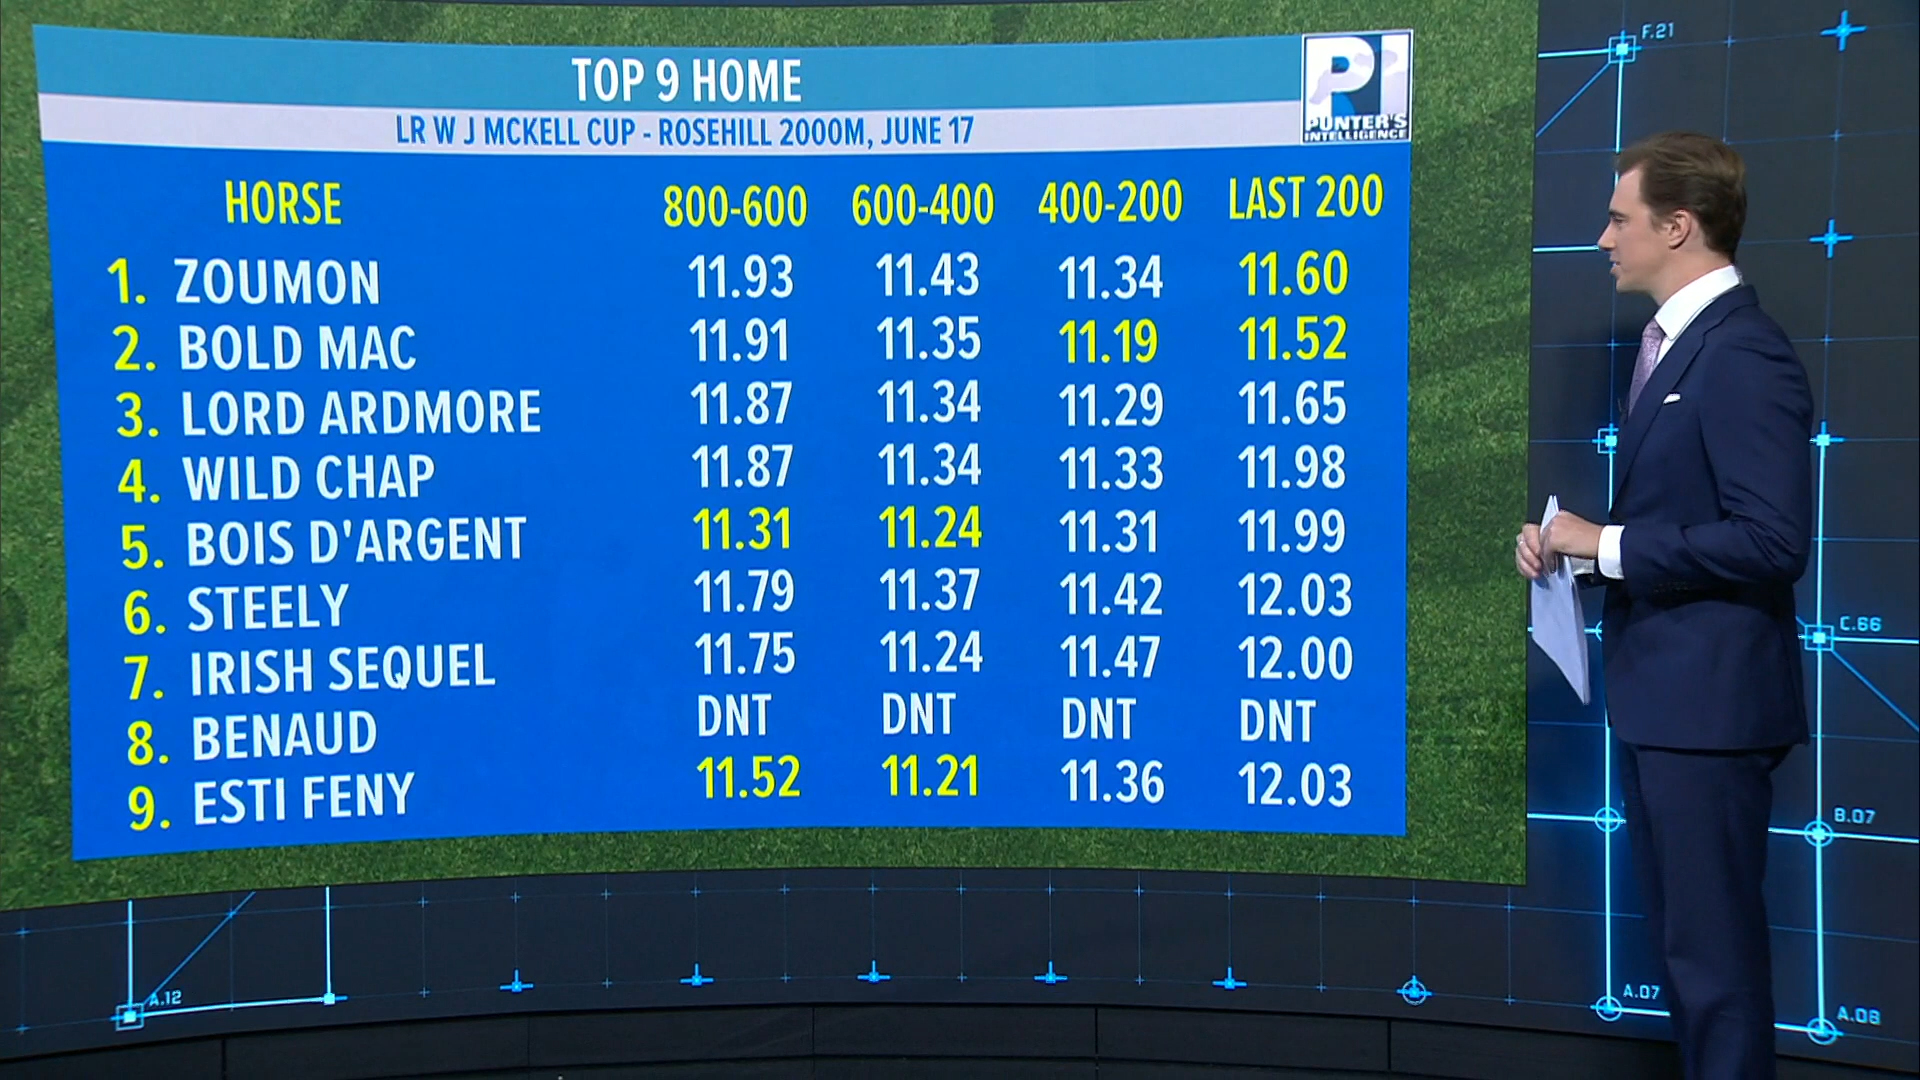 TOP 9 HOME
LR W J MCKELL CUP - ROSEHILL 2000M, JUNE 17
PI
PUNTER'S
INTELLIGENCE
HORSE 800-600 600-400 400-200 LAST 200
1. ZOUMON 11.93 11.43 11.34 11.60
2. BOLD MAC 11.91 11.35 11.19 11.52
3. LORD ARDMORE 11.87 11.34 11.29 11.65
4. WILD CHAP 11.87 11.34 11.33 11.98
5. BOIS D'ARGENT 11.31 11.24 11.31 11.99
6. STEELY 11.79 11.37 11.42 12.03
7. IRISH SEQUEL 11.75 11.24 11.47 12.00
8. BENAUD DNT DNT DNT DNT
9. ESTI FENY 11.52 11.21 11.36 12.03
F.21
C.66
B.07
A.12
A.07
A.08